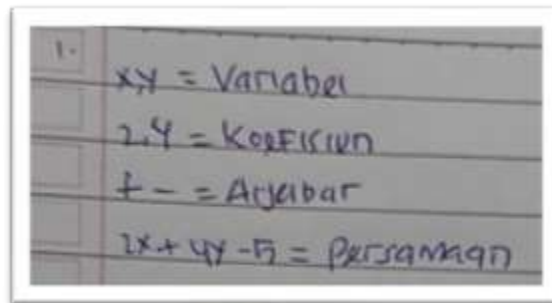 1.
x,y = Variabel
2,4 = Koefisien
+ - = Aljabar
2x + 4y - 5 = Persamaan